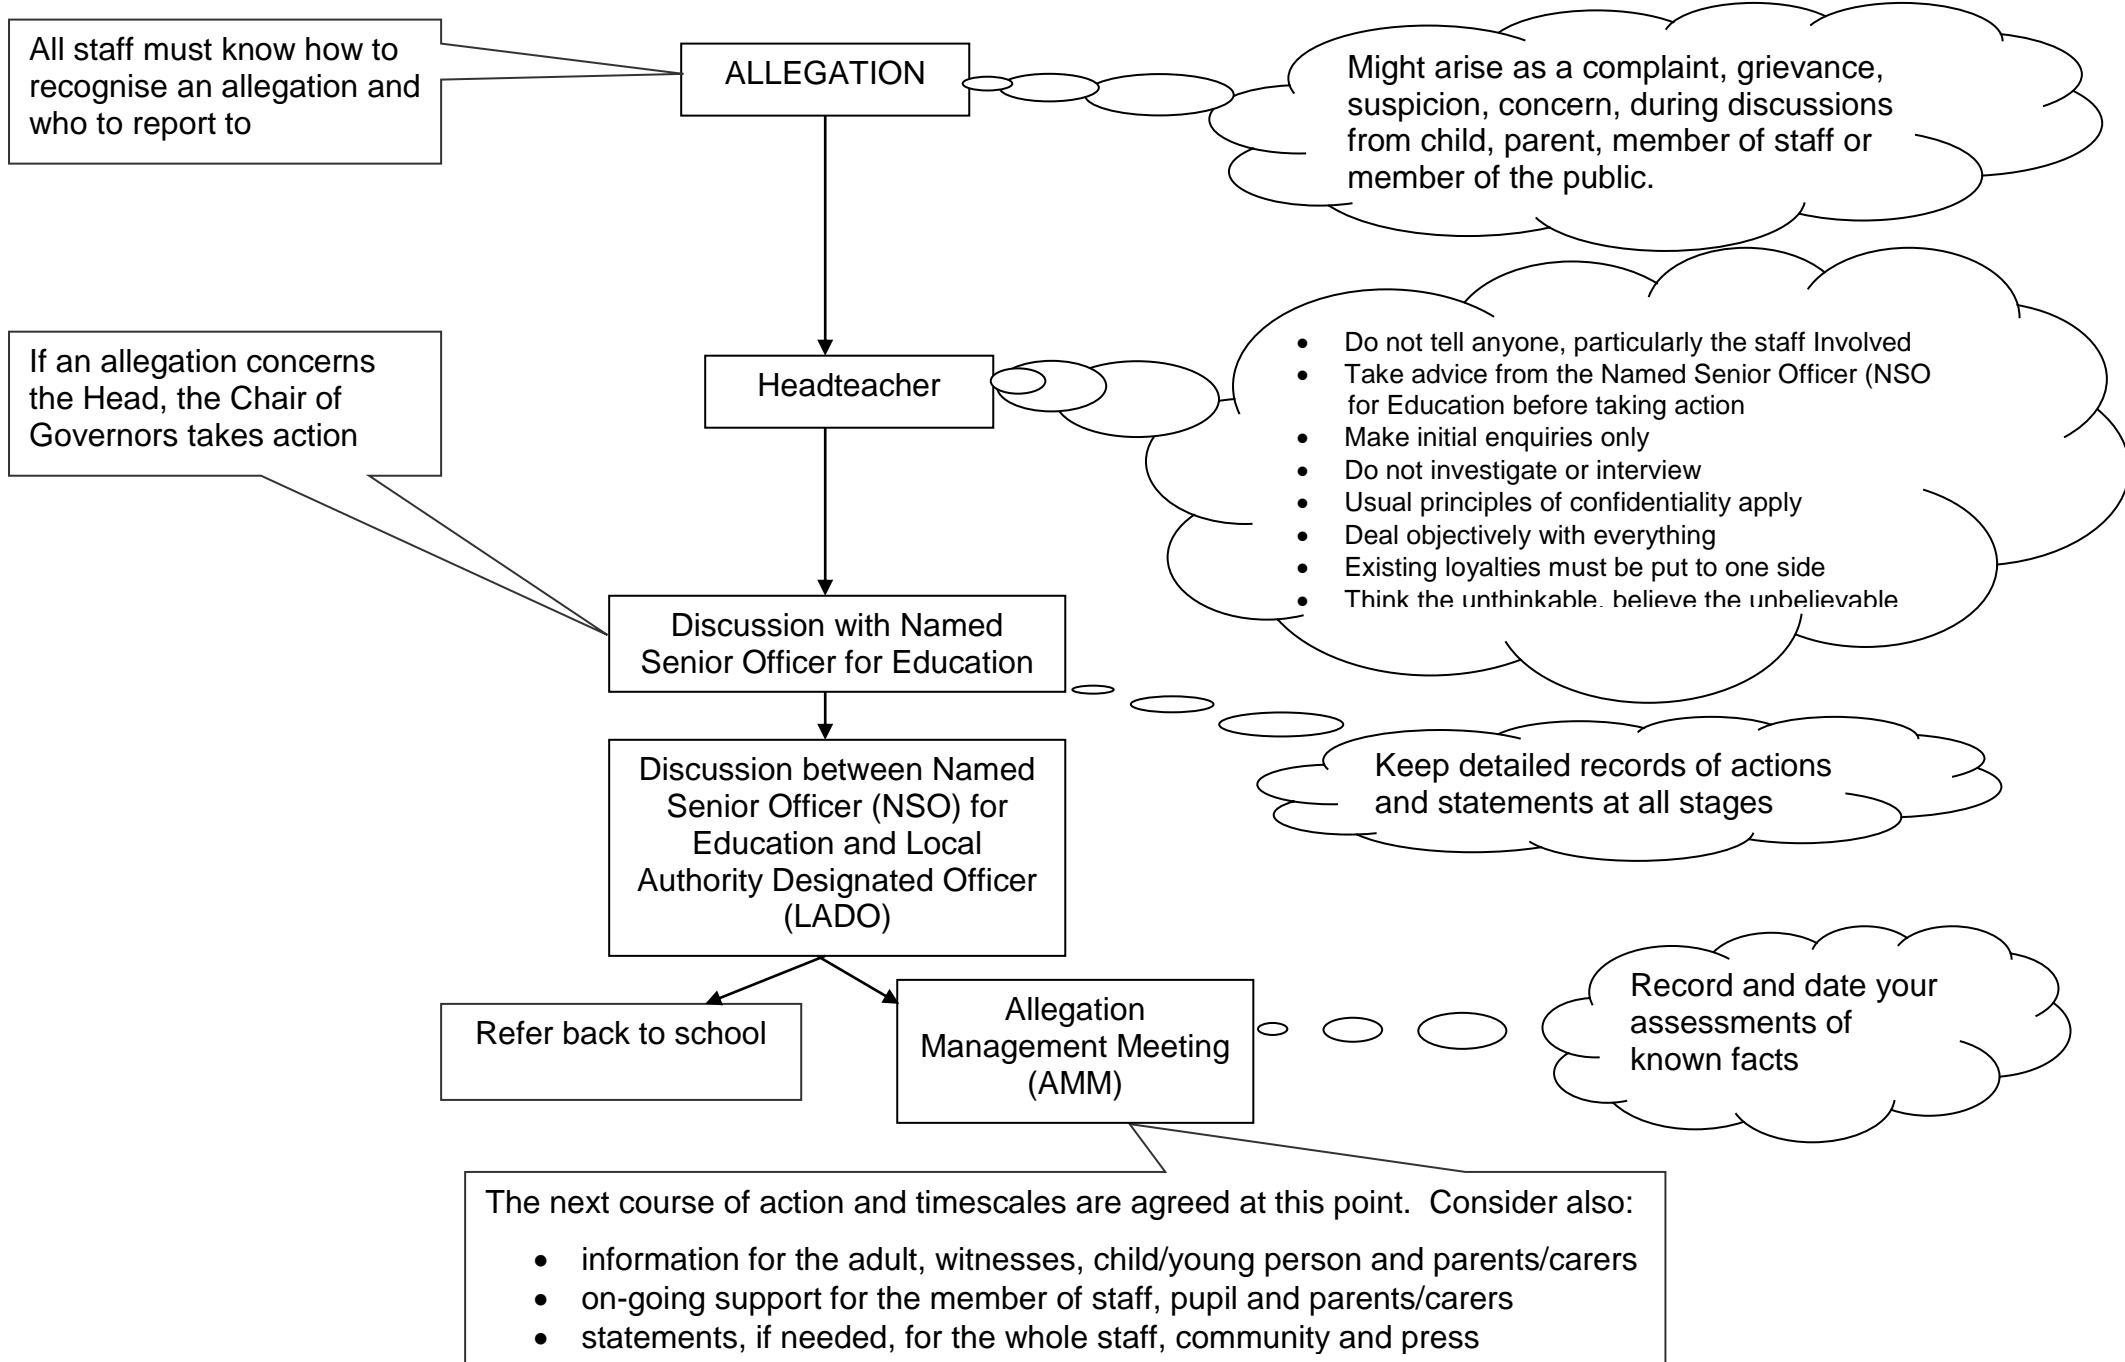 All staff must know how to
recognise an allegation and
who to report to
ALLEGATION
Might arise as a complaint, grievance,
suspicion, concern, during discussions
from child, parent, member of staff or
member of the public.
If an allegation concerns
the Head, the Chair of
Governors takes action
Headteacher
• Do not tell anyone, particularly the staff Involved
• Take advice from the Named Senior Officer (NSO
for Education before taking action
• Make initial enquiries only
• Do not investigate or interview
• Usual principles of confidentiality apply
• Deal objectively with everything
• Existing loyalties must be put to one side
• Think the unthinkable, believe the unbelievable
Discussion with Named
Senior Officer for Education
Keep detailed records of actions
and statements at all stages
Discussion between Named
Senior Officer (NSO) for
Education and Local
Authority Designated Officer
(LADO)
Refer back to school
Allegation
Management Meeting
(AMM)
Record and date your
assessments of
known facts
The next course of action and timescales are agreed at this point.  Consider also:
• information for the adult, witnesses, child/young person and parents/carers
• on-going support for the member of staff, pupil and parents/carers
• statements, if needed, for the whole staff, community and press